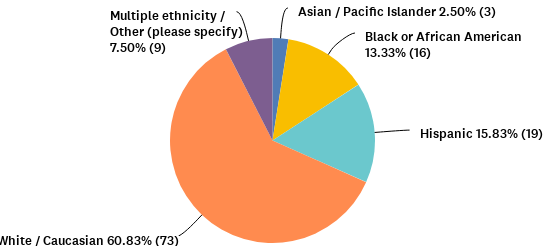 Multiple ethnicity /
Other (please specify)
7.50% (9)
Asian / Pacific Islander 2.50% (3)
Black or African American
13.33% (16)
Hispanic 15.83% (19)
White / Caucasian 60.83% (73)